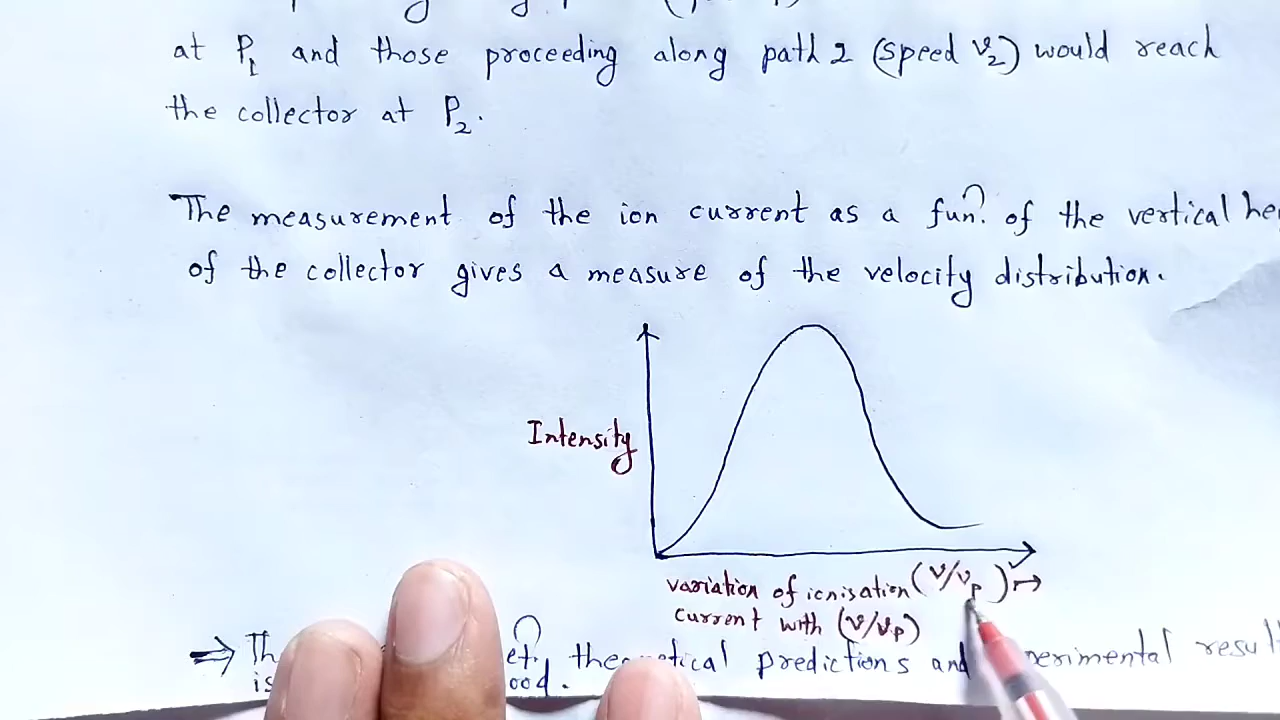 at P1 and those proceeding along path 2 (speed v2) would reach
the collector at P2.
The measurement of the ion current as a fun? of the vertical
of the collector gives a measure of the velocity distribution.
Intensity
variation of ionisation (v/vp) →
current with (v/vp)
⇒ predictions and